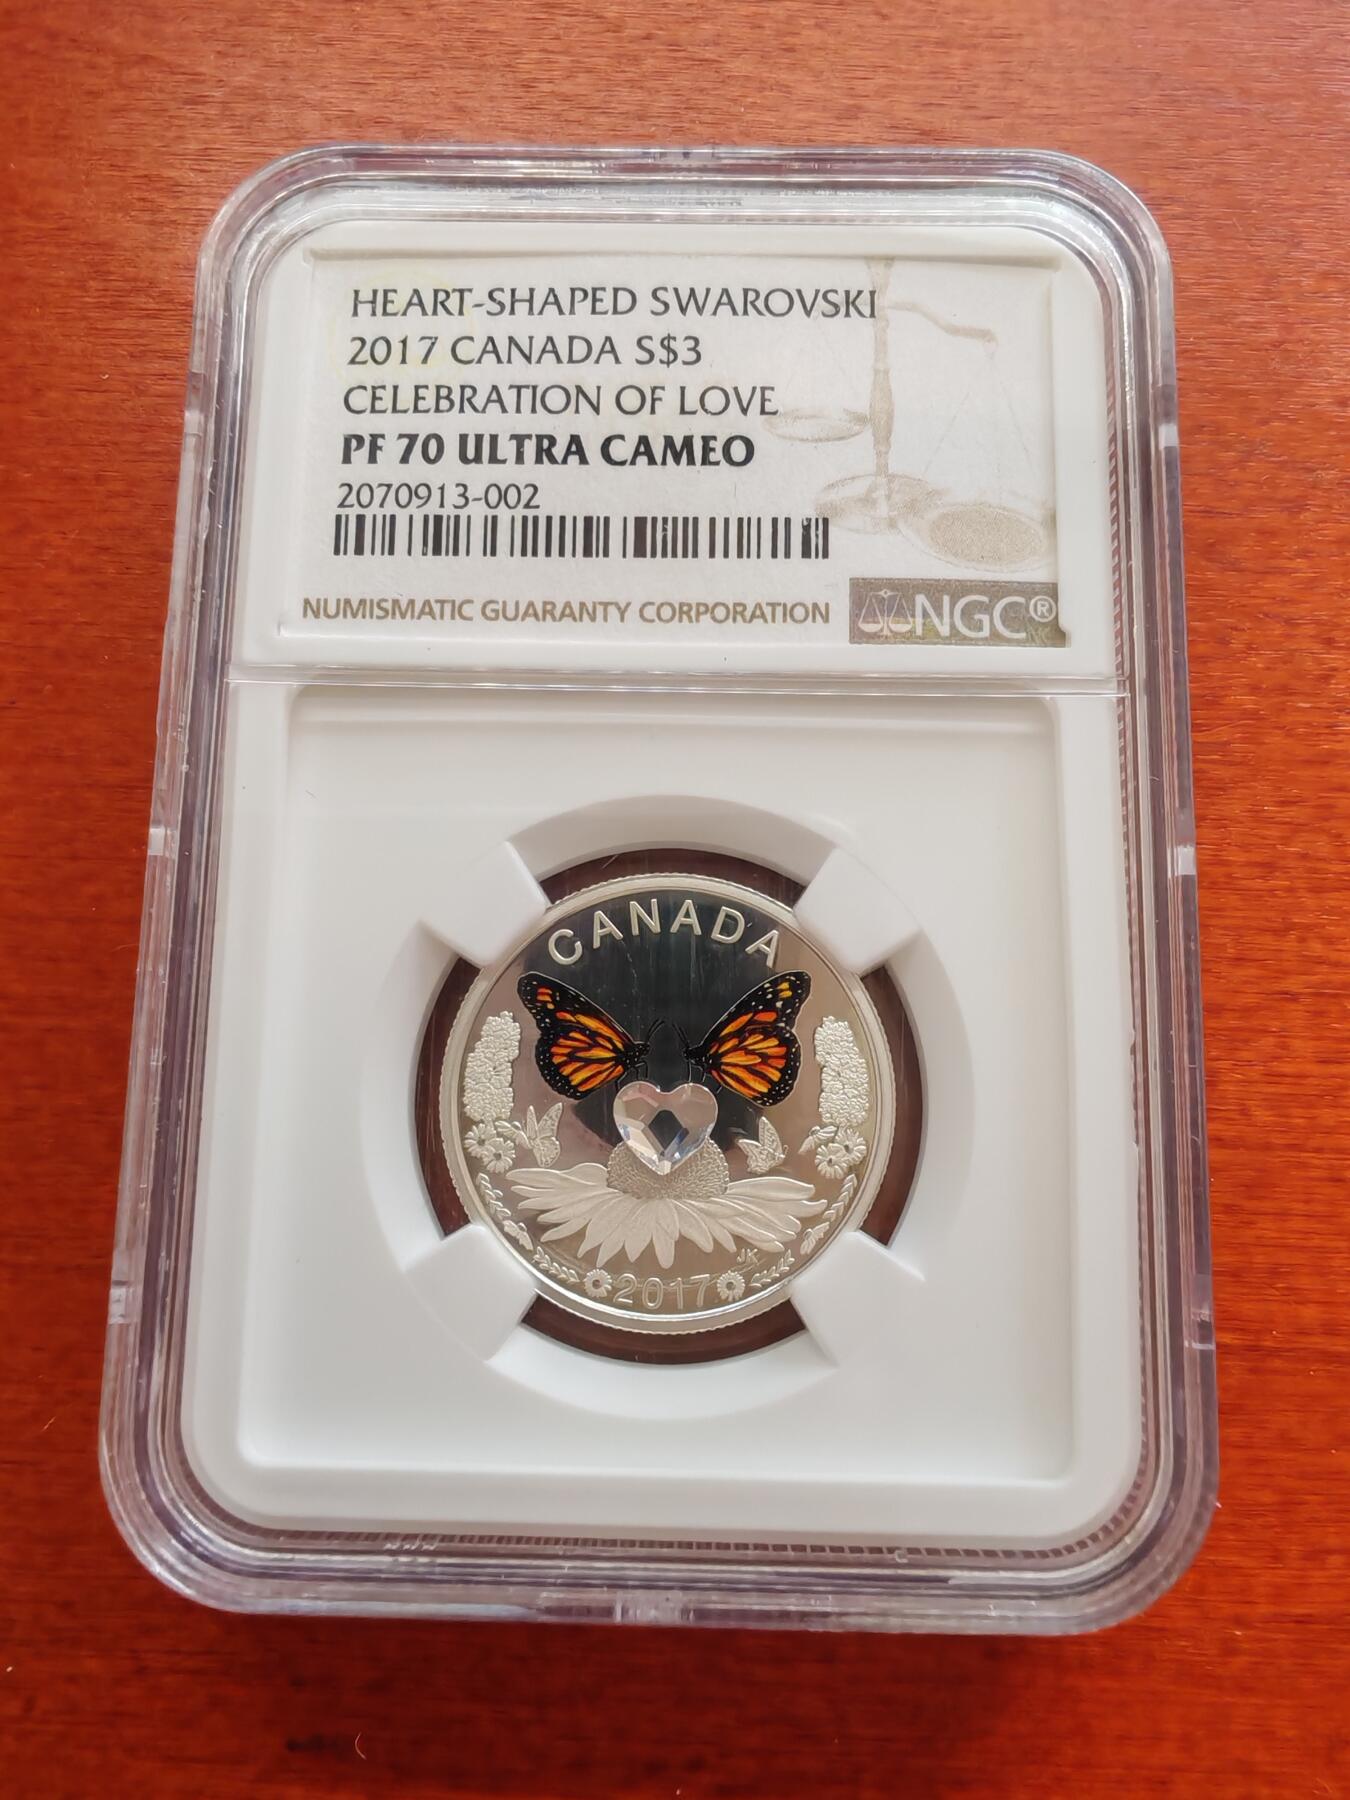 HEART-SHAPED SWAROVSKI
2017 CANADA S$3
CELEBRATION OF LOVE
PF 70 ULTRA CAMEO
2070913-002
NUMISMATIC GUARANTY CORPORATION
NGC®
CANADA
JK
2017